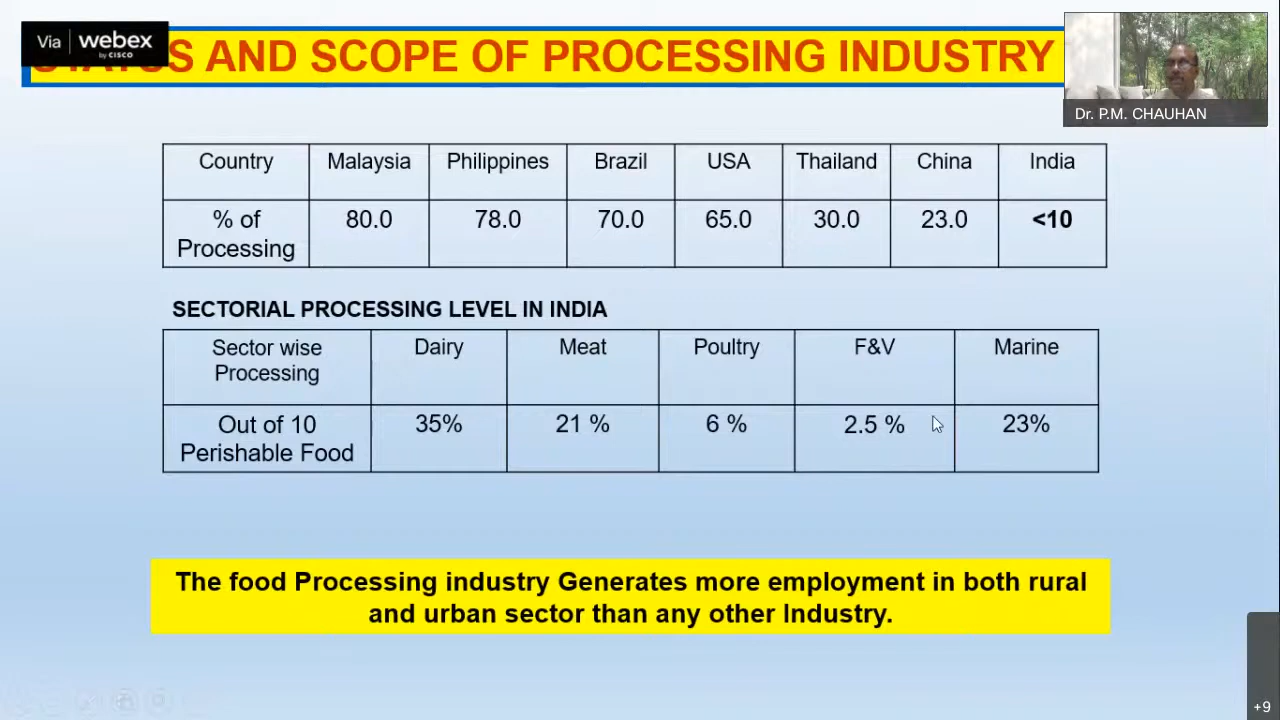 Via webex
by CISCO
STATUS AND SCOPE OF PROCESSING INDUSTRY
Dr. P.M. CHAUHAN
Country Malaysia Philippines Brazil USA Thailand China India
% of Processing 80.0 78.0 70.0 65.0 30.0 23.0 <10
SECTORIAL PROCESSING LEVEL IN INDIA
Sector wise Processing Dairy Meat Poultry F&V Marine
Out of 10 Perishable Food 35% 21 % 6 % 2.5 % 23%
The food Processing industry Generates more employment in both rural
and urban sector than any other Industry.
+9